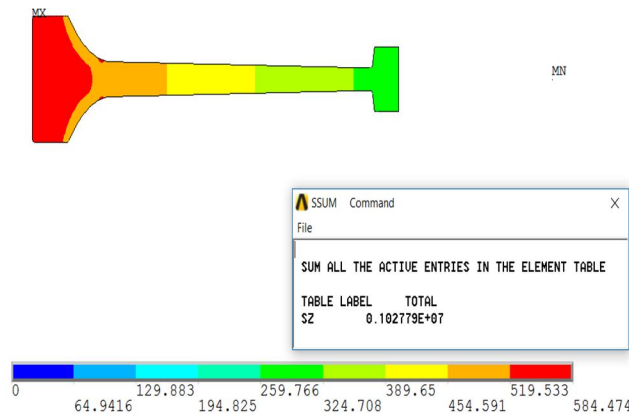 MX
MN
SSUM Command
File
SUM ALL THE ACTIVE ENTRIES IN THE ELEMENT TABLE
TABLE LABEL TOTAL
SZ 0.102779E+07
0 129.883 259.766 389.65 519.533
64.9416 194.825 324.708 454.591 584.474